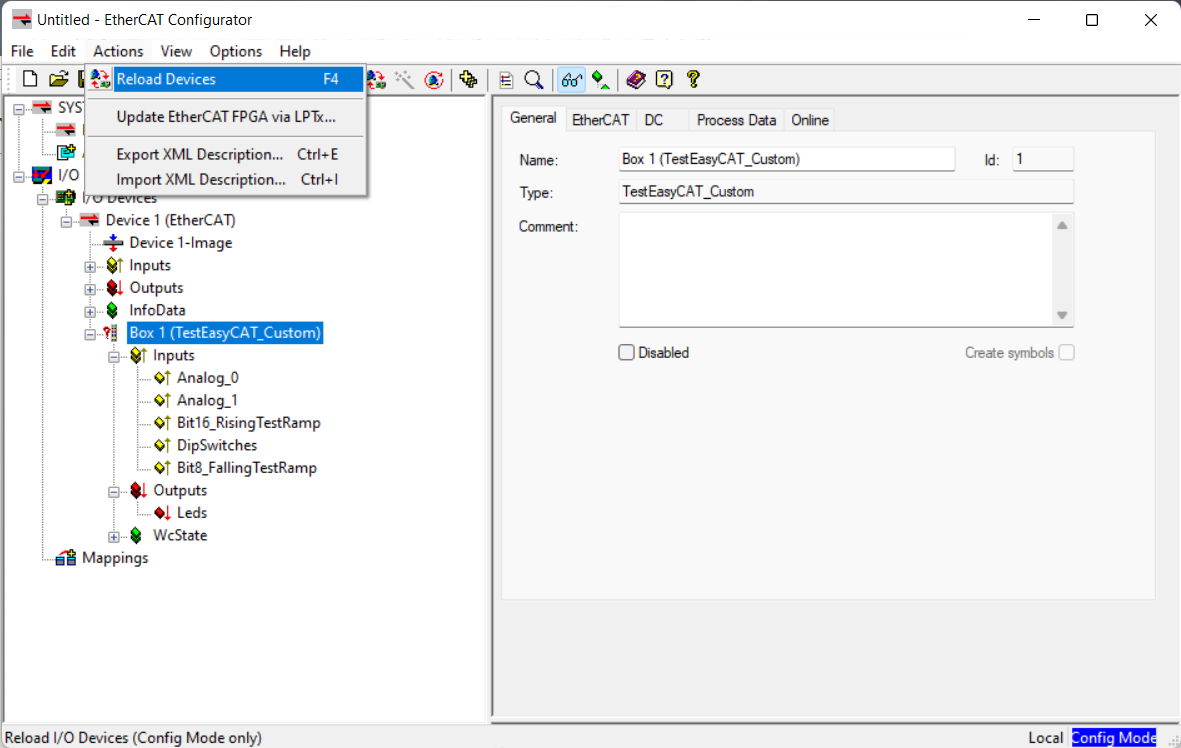 Untitled - EtherCAT Configurator
File Edit Actions View Options Help
Reload Devices F4
Update EtherCAT FPGA via LPTx...
Export XML Description... Ctrl+E
Import XML Description... Ctrl+I
I/O
I/O Devices
Device 1 (EtherCAT)
Device 1-Image
Inputs
Outputs
InfoData
Box 1 (TestEasyCAT_Custom)
Inputs
Analog_0
Analog_1
Bit16_RisingTestRamp
DipSwitches
Bit8_FallingTestRamp
Outputs
Leds
WcState
Mappings
General EtherCAT DC Process Data Online
Name: Box 1 (TestEasyCAT_Custom) Id: 1
Type: TestEasyCAT_Custom
Comment:
Disabled Create symbols
Reload I/O Devices (Config Mode only) Local Config Mode